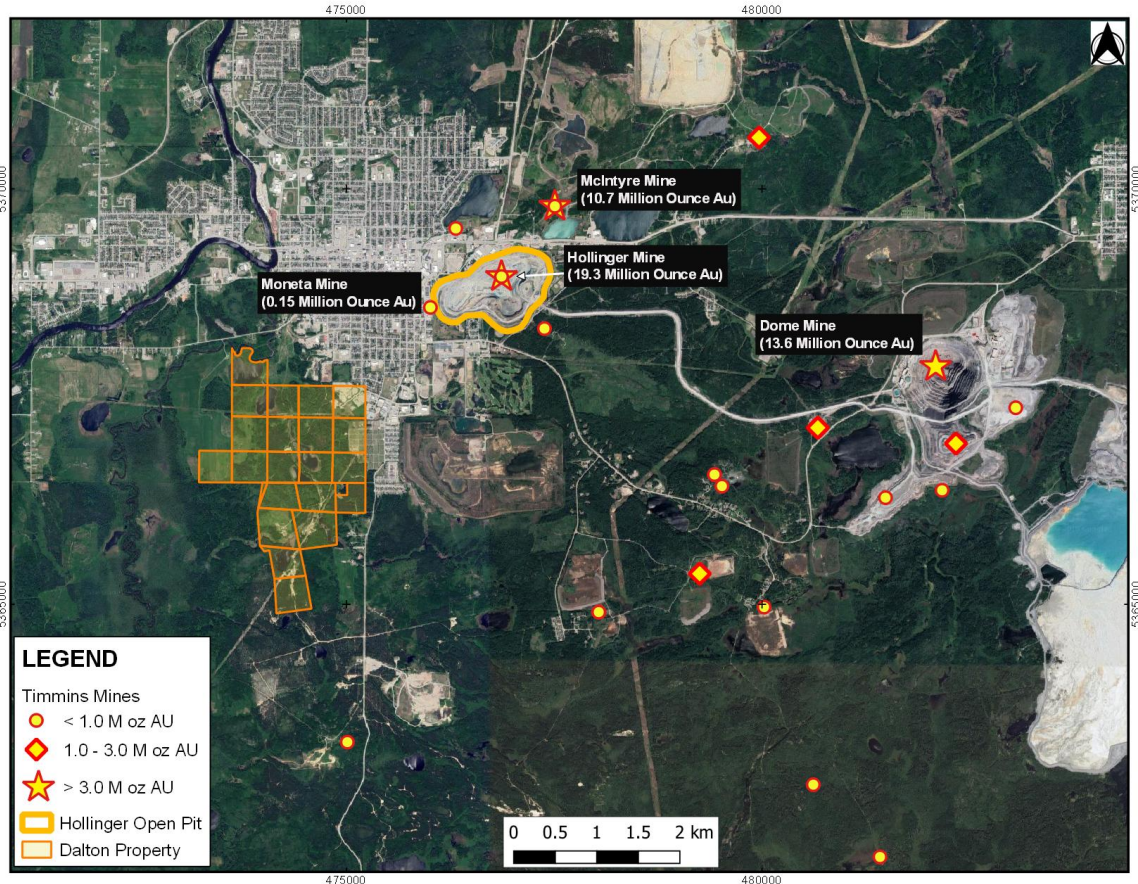 475000
480000
5370000
5370000
McIntyre Mine
(10.7 Million Ounce Au)
Hollinger Mine
(19.3 Million Ounce Au)
Moneta Mine
(0.15 Million Ounce Au)
Dome Mine
(13.6 Million Ounce Au)
5365000
5365000
LEGEND
Timmins Mines
< 1.0 M oz AU
1.0 - 3.0 M oz AU
> 3.0 M oz AU
Hollinger Open Pit
Dalton Property
0 0.5 1 1.5 2 km
475000
480000